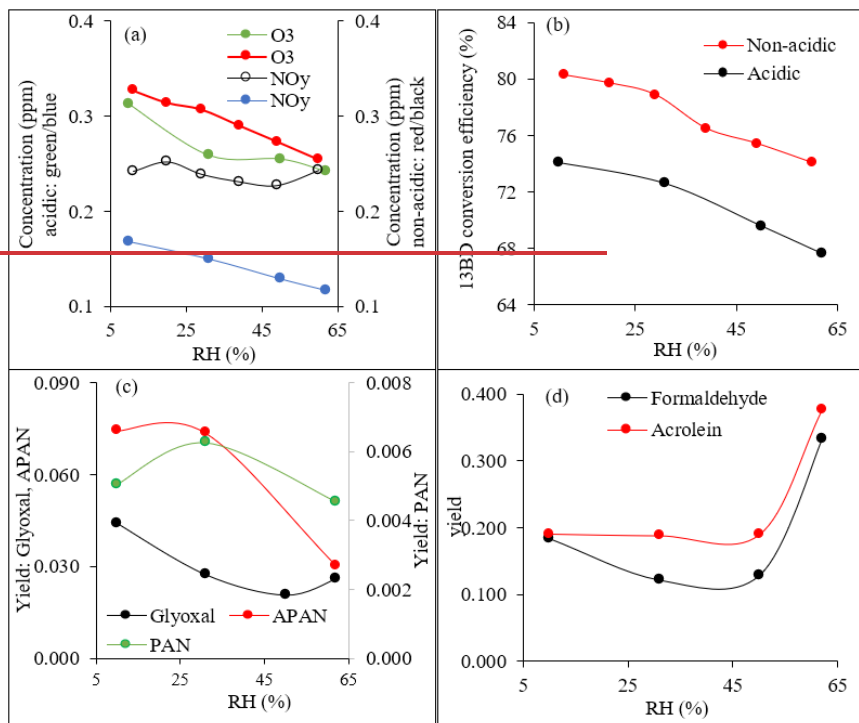 (a)
O3
O3
NOy
NOy
0.4
0.3
0.2
0.1
0.4
0.3
0.2
0.1
5
25
45
65
RH (%)
Concentration (ppm)
acidic: green/blue
Concentration (ppm)
non-acidic: red/black
(b)
Non-acidic
Acidic
84
80
76
72
68
64
5
15
25
35
45
55
65
RH (%)
13BD conversion efficiency (%)
(c)
0.090
0.060
0.030
0.000
0.008
0.006
0.004
0.002
0.000
Glyoxal
APAN
PAN
5
25
45
65
RH (%)
Yield: Glyoxal, APAN
Yield: PAN
(d)
Formaldehyde
Acrolein
0.400
0.300
0.200
0.100
0.000
5
25
45
65
RH (%)
yield